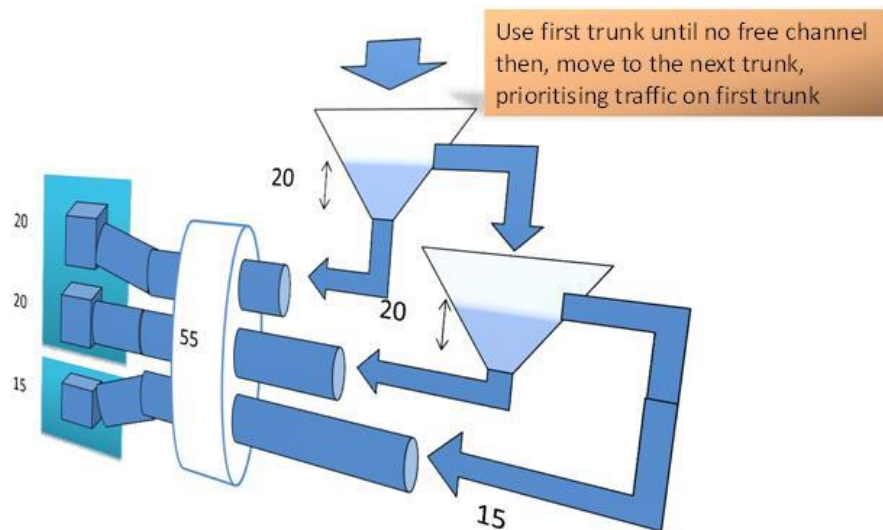 Use first trunk until no free channel
then, move to the next trunk,
prioritising traffic on first trunk
20
20
20
20
55
15
15